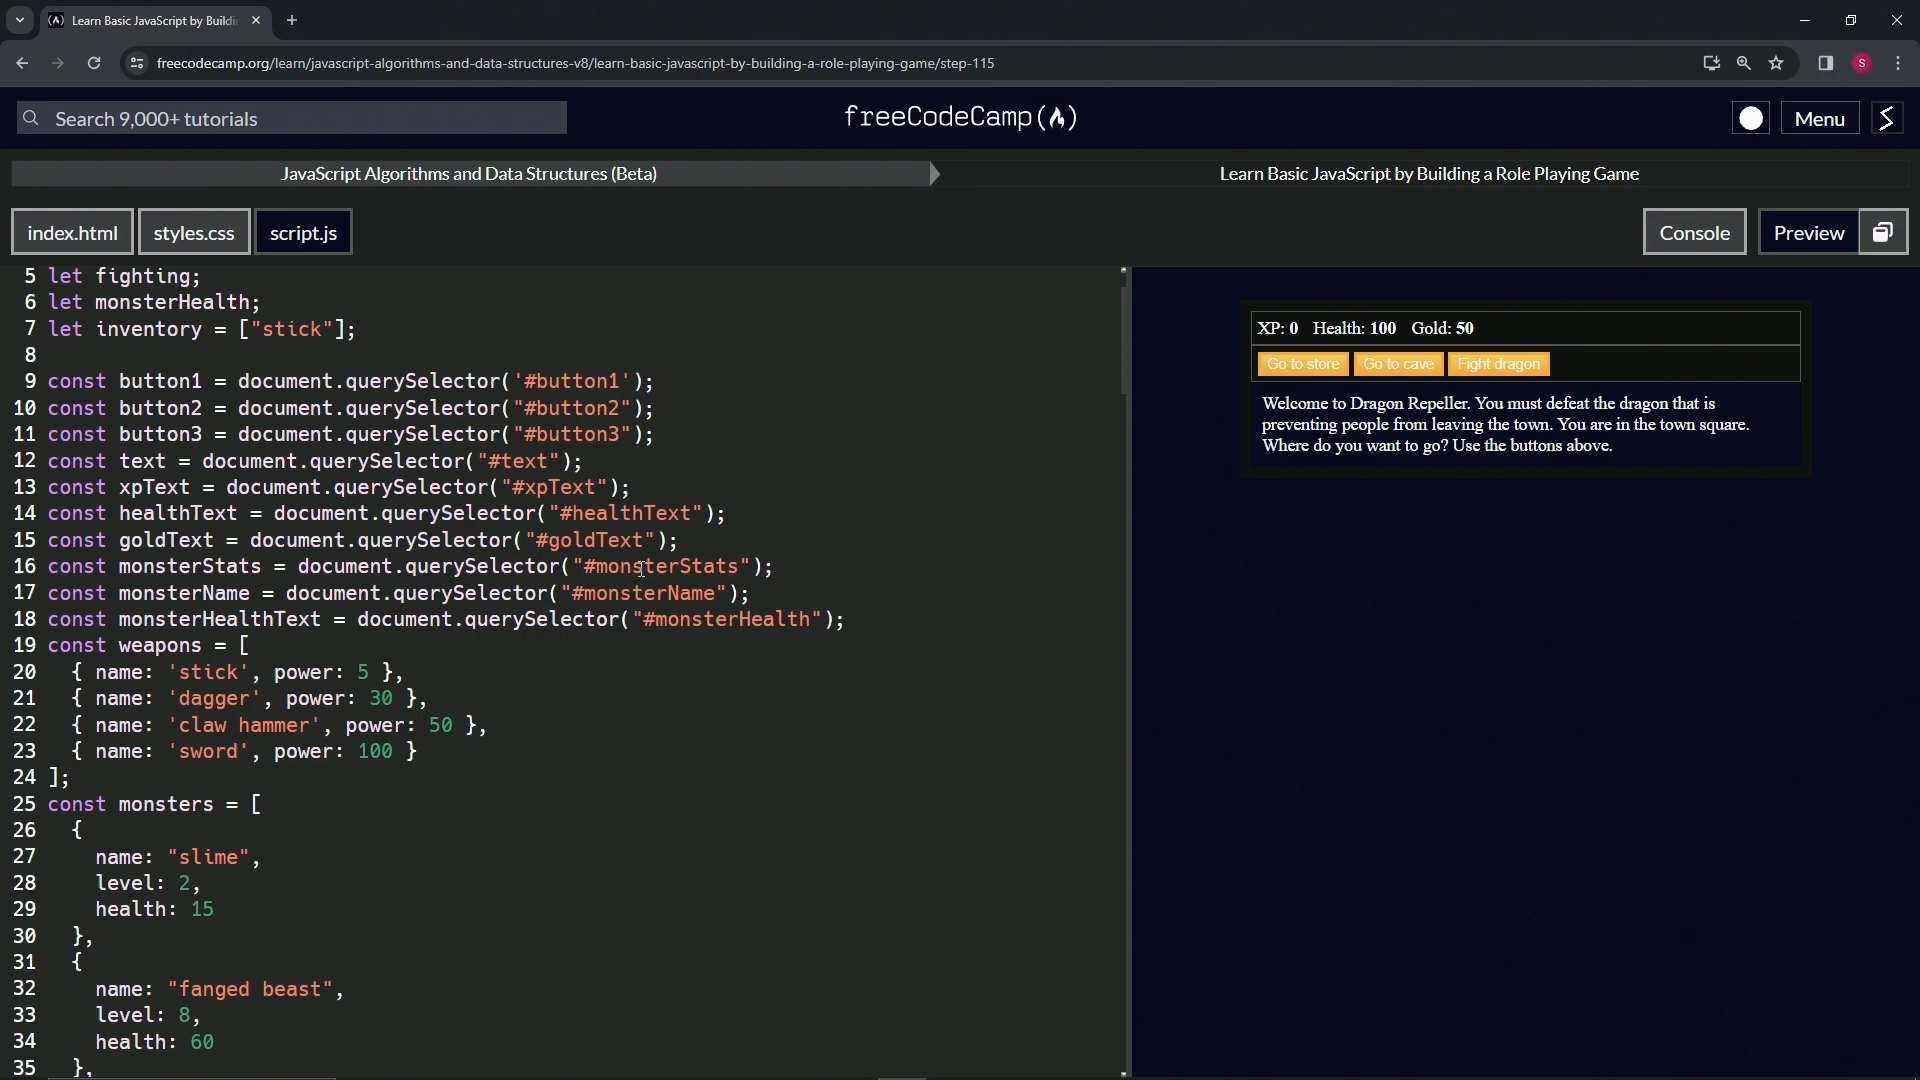 Learn Basic JavaScript by Buildi
freecodecamp.org/learn/javascript-algorithms-and-data-structures-v8/learn-basic-javascript-by-building-a-role-playing-game/step-115
S
Search 9,000+ tutorials
freeCodeCamp(🔥)
Menu
JavaScript Algorithms and Data Structures (Beta)
Learn Basic JavaScript by Building a Role Playing Game
index.html
styles.css
script.js
Console
Preview
5 let fighting;
6 let monsterHealth;
7 let inventory = ["stick"];
8
9 const button1 = document.querySelector('#button1');
10 const button2 = document.querySelector("#button2");
11 const button3 = document.querySelector("#button3");
12 const text = document.querySelector("#text");
13 const xpText = document.querySelector("#xpText");
14 const healthText = document.querySelector("#healthText");
15 const goldText = document.querySelector("#goldText");
16 const monsterStats = document.querySelector("#monsterStats");
17 const monsterName = document.querySelector("#monsterName");
18 const monsterHealthText = document.querySelector("#monsterHealth");
19 const weapons = [
20 { name: 'stick', power: 5 },
21 { name: 'dagger', power: 30 },
22 { name: 'claw hammer', power: 50 },
23 { name: 'sword', power: 100 }
24 ];
25 const monsters = [
26 {
27 name: "slime",
28 level: 2,
29 health: 15
30 },
31 {
32 name: "fanged beast",
33 level: 8,
34 health: 60
35 },
XP: 0 Health: 100 Gold: 50
Go to store
Go to cave
Fight dragon
Welcome to Dragon Repeller. You must defeat the dragon that is
preventing people from leaving the town. You are in the town square.
Where do you want to go? Use the buttons above.